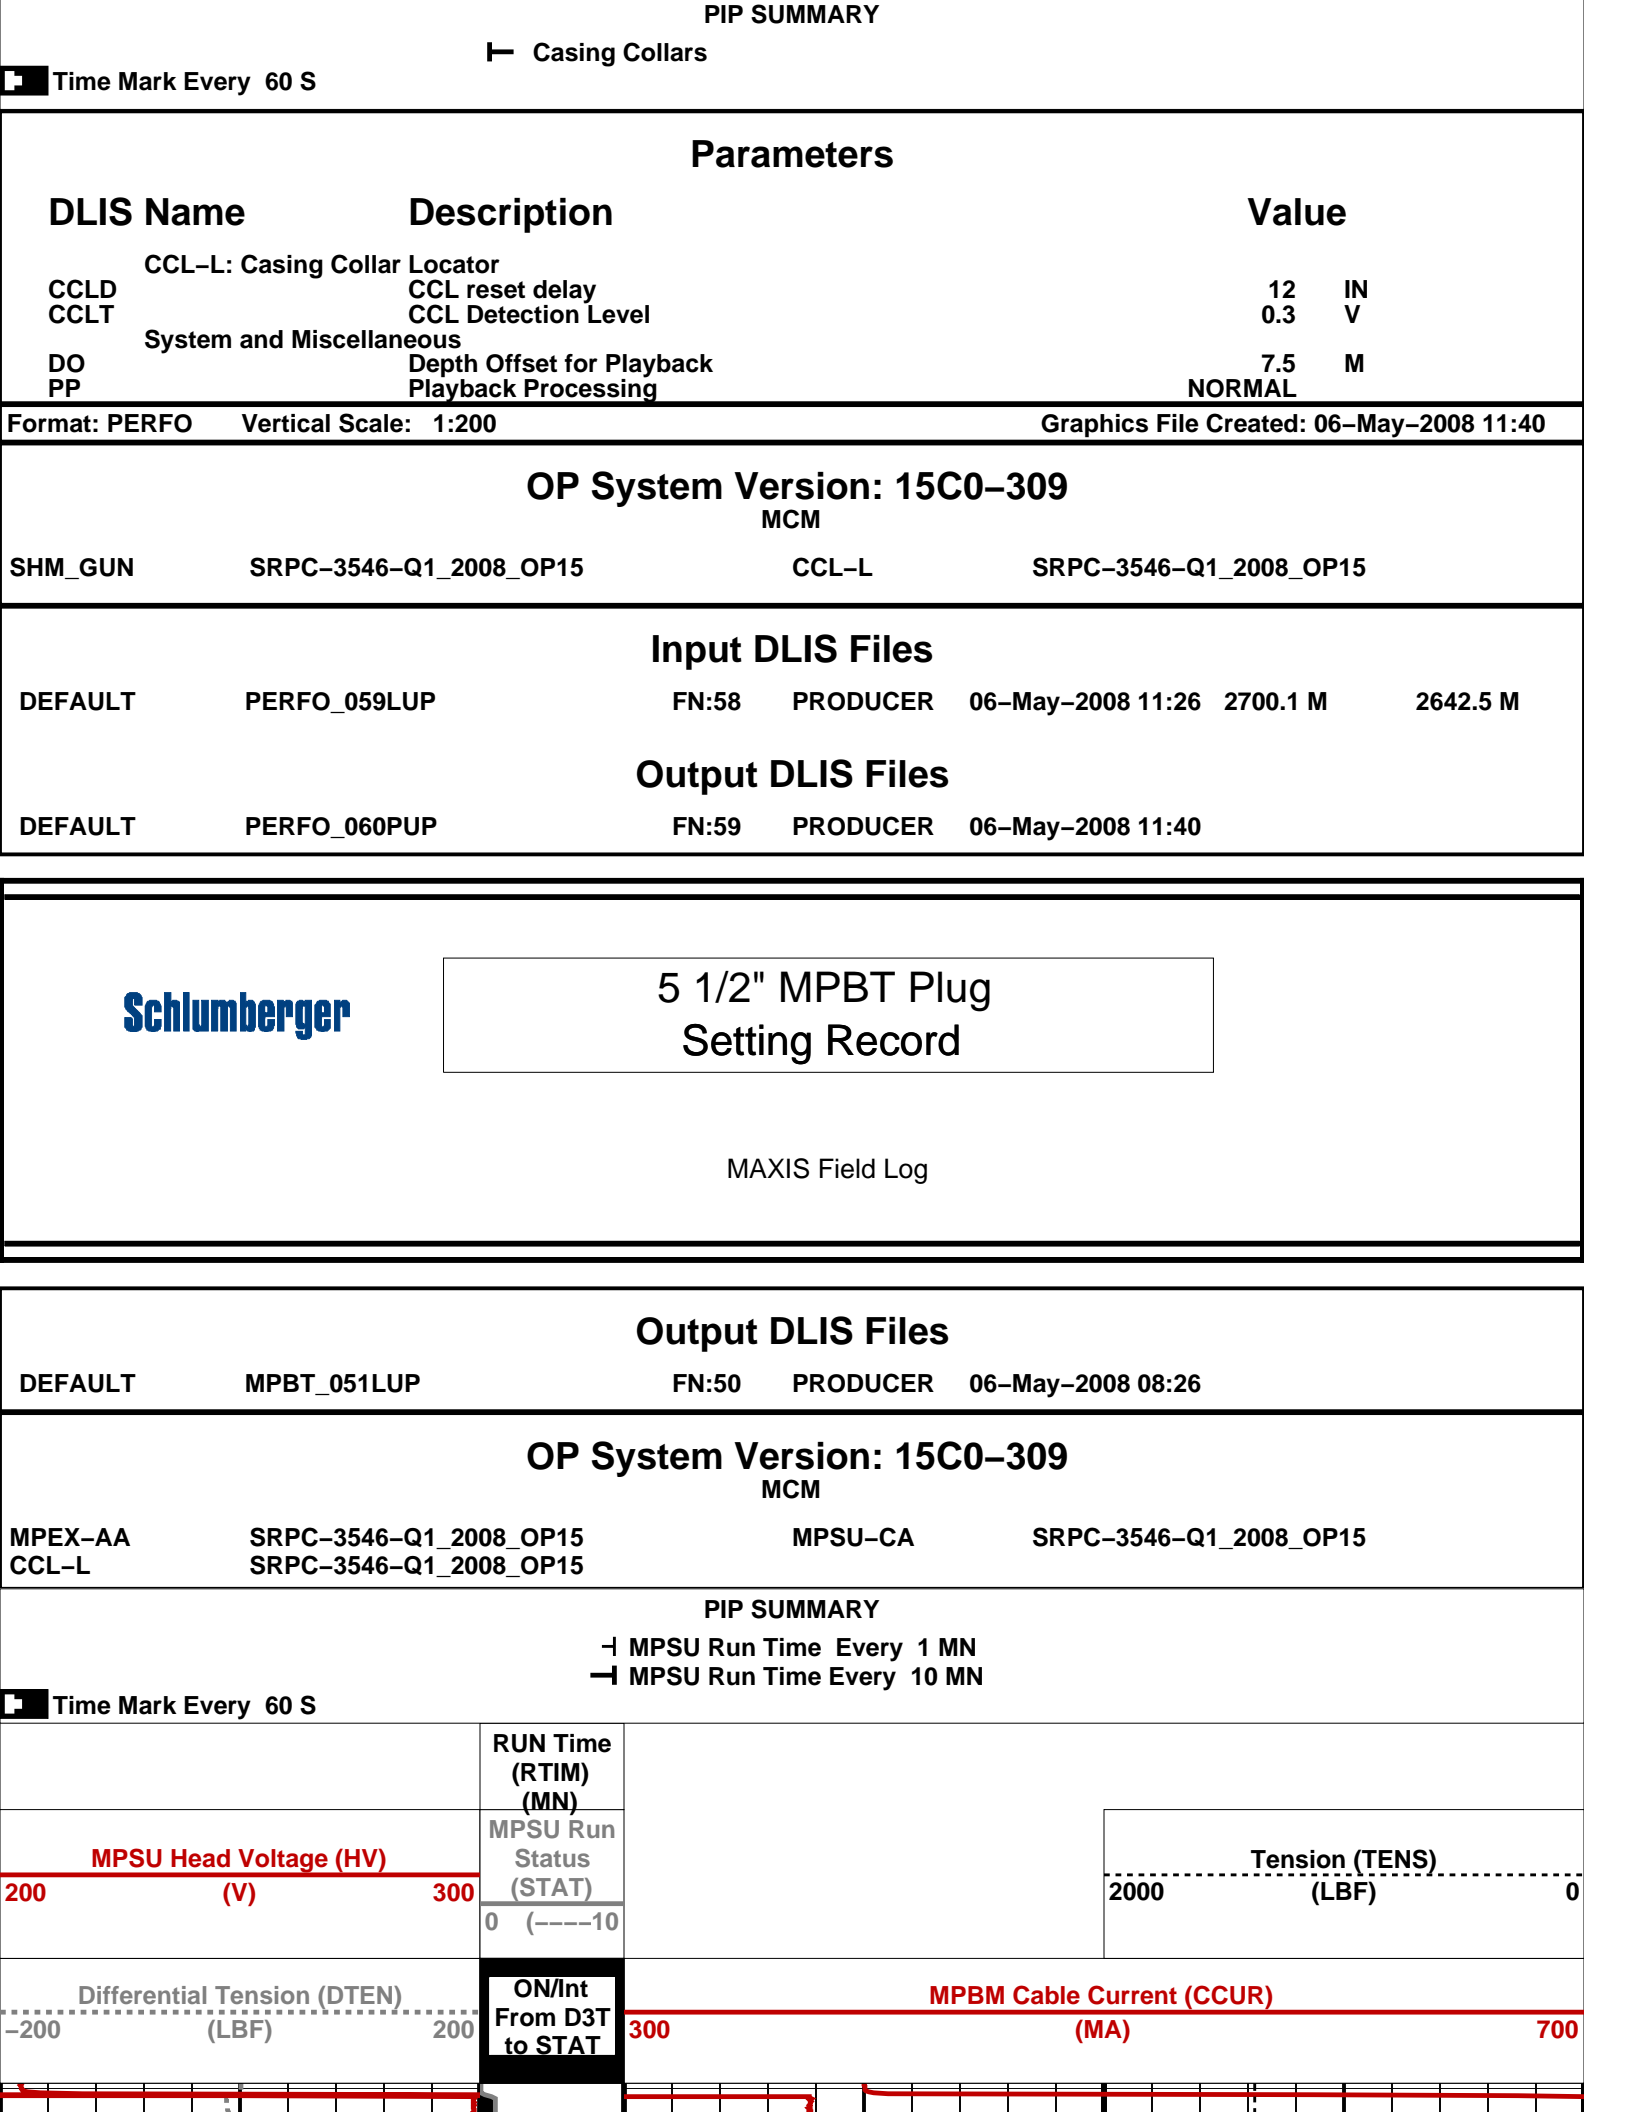 PIP SUMMARY
Casing Collars
Time Mark Every 60 S
Parameters
DLIS Name Description Value
CCL–L: Casing Collar Locator
CCLD CCL reset delay 12 IN
CCLT CCL Detection Level 0.3 V
System and Miscellaneous
DO Depth Offset for Playback 7.5 M
PP Playback Processing NORMAL
Format: PERFO Vertical Scale: 1:200 Graphics File Created: 06–May–2008 11:40
OP System Version: 15C0–309
MCM
SHM_GUN SRPC–3546–Q1_2008_OP15 CCL–L SRPC–3546–Q1_2008_OP15
Input DLIS Files
DEFAULT PERFO_059LUP FN:58 PRODUCER 06–May–2008 11:26 2700.1 M 2642.5 M
Output DLIS Files
DEFAULT PERFO_060PUP FN:59 PRODUCER 06–May–2008 11:40
Schlumberger
5 1/2" MPBT Plug
Setting Record
MAXIS Field Log
Output DLIS Files
DEFAULT MPBT_051LUP FN:50 PRODUCER 06–May–2008 08:26
OP System Version: 15C0–309
MCM
MPEX–AA SRPC–3546–Q1_2008_OP15 MPSU–CA SRPC–3546–Q1_2008_OP15
CCL–L SRPC–3546–Q1_2008_OP15
PIP SUMMARY
MPSU Run Time Every 1 MN
MPSU Run Time Every 10 MN
Time Mark Every 60 S
RUN Time
(RTIM)
(MN)
MPSU Head Voltage (HV)
200 (V) 300
MPSU Run
Status
(STAT)
0 (––––10
Tension (TENS)
2000 (LBF) 0
Differential Tension (DTEN)
–200 (LBF) 200
ON/Int
From D3T
to STAT
MPBM Cable Current (CCUR)
300 (MA) 700